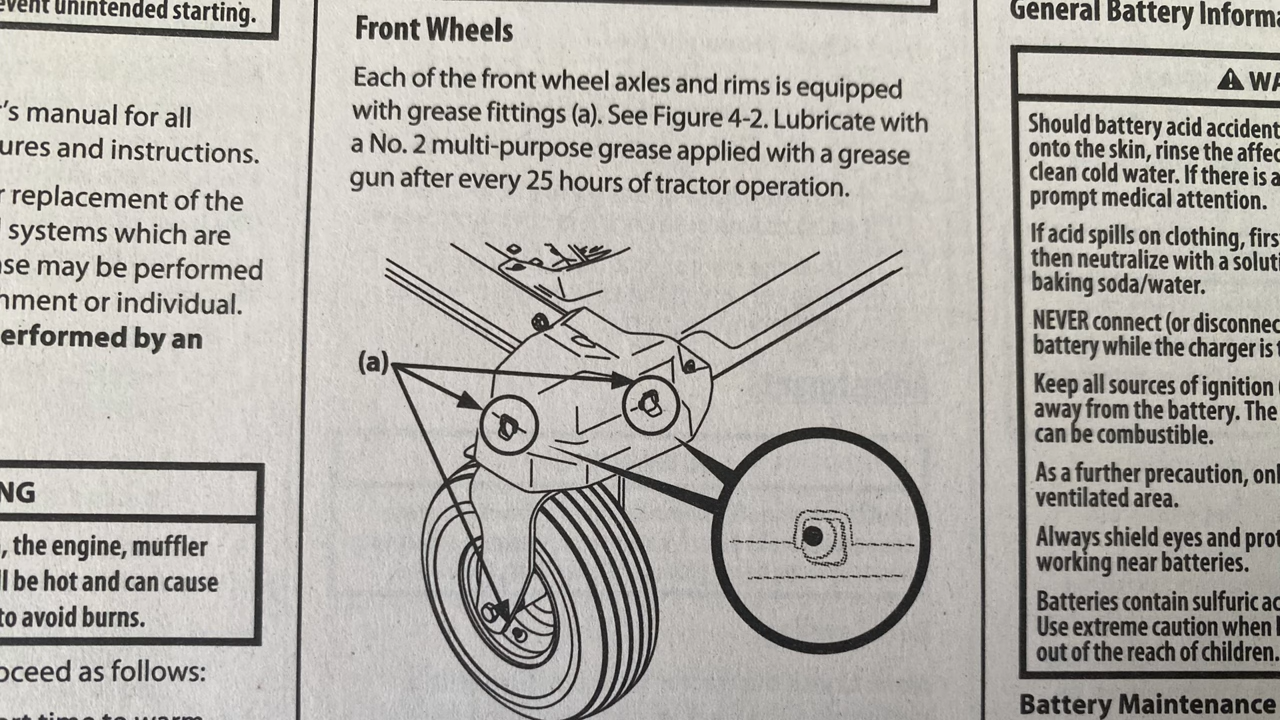 event unintended starting.
's manual for all
ures and instructions.
replacement of the
systems which are
may be performed
nment or individual.
erformed by an
NG
, the engine, muffler
ll be hot and can cause
to avoid burns.
oceed as follows:
Front Wheels
Each of the front wheel axles and rims is equipped
with grease fittings (a). See Figure 4-2. Lubricate with
a No. 2 multi-purpose grease applied with a grease
gun after every 25 hours of tractor operation.
(a)
General Battery Informa
WA
Should battery acid accident
onto the skin, rinse the affec
clean cold water. If there is a
prompt medical attention.
If acid spills on clothing, firs
then neutralize with a soluti
baking soda/water.
NEVER connect (or disconnec
battery while the charger is
Keep all sources of ignition
away from the battery. The
can be combustible.
As a further precaution, onl
ventilated area.
Always shield eyes and prot
working near batteries.
Batteries contain sulfuric ac
Use extreme caution when
out of the reach of children.
Battery Maintenance